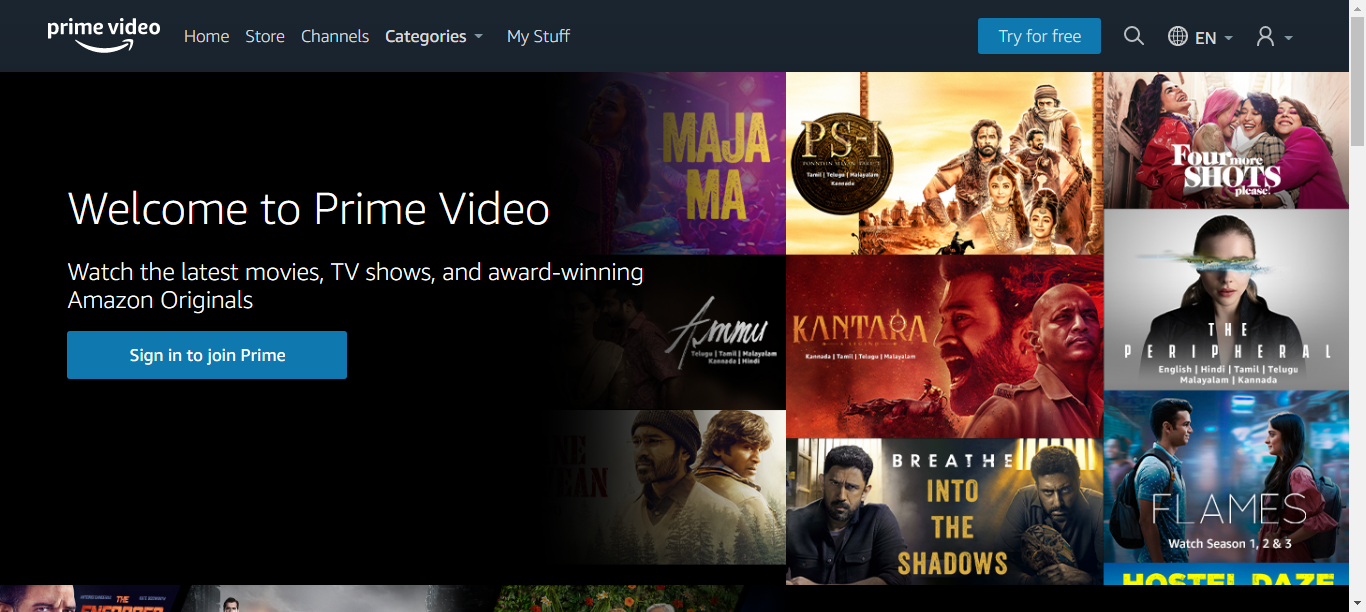 prime video
Home Store Channels Categories My Stuff
Try for free
EN
Welcome to Prime Video
Watch the latest movies, TV shows, and award-winning
Amazon Originals
Sign in to join Prime
MAJA
MA
PS-I
Tamil | Telugu | Malayalam
Kannada
Four more
SHOTS
please!
Ammu
Telugu | Tamil | Malayalam
Kannada | Hindi
KANTARA
A LEGEND
Kannada | Tamil | Telugu | Malayalam
THE
PERIPHERAL
English | Hindi | Tamil | Telugu
Malayalam | Kannada
BREATHE
INTO
THE
SHADOWS
FLAMES
Watch Season 1, 2 & 3
HOSTEL DAZE
THE